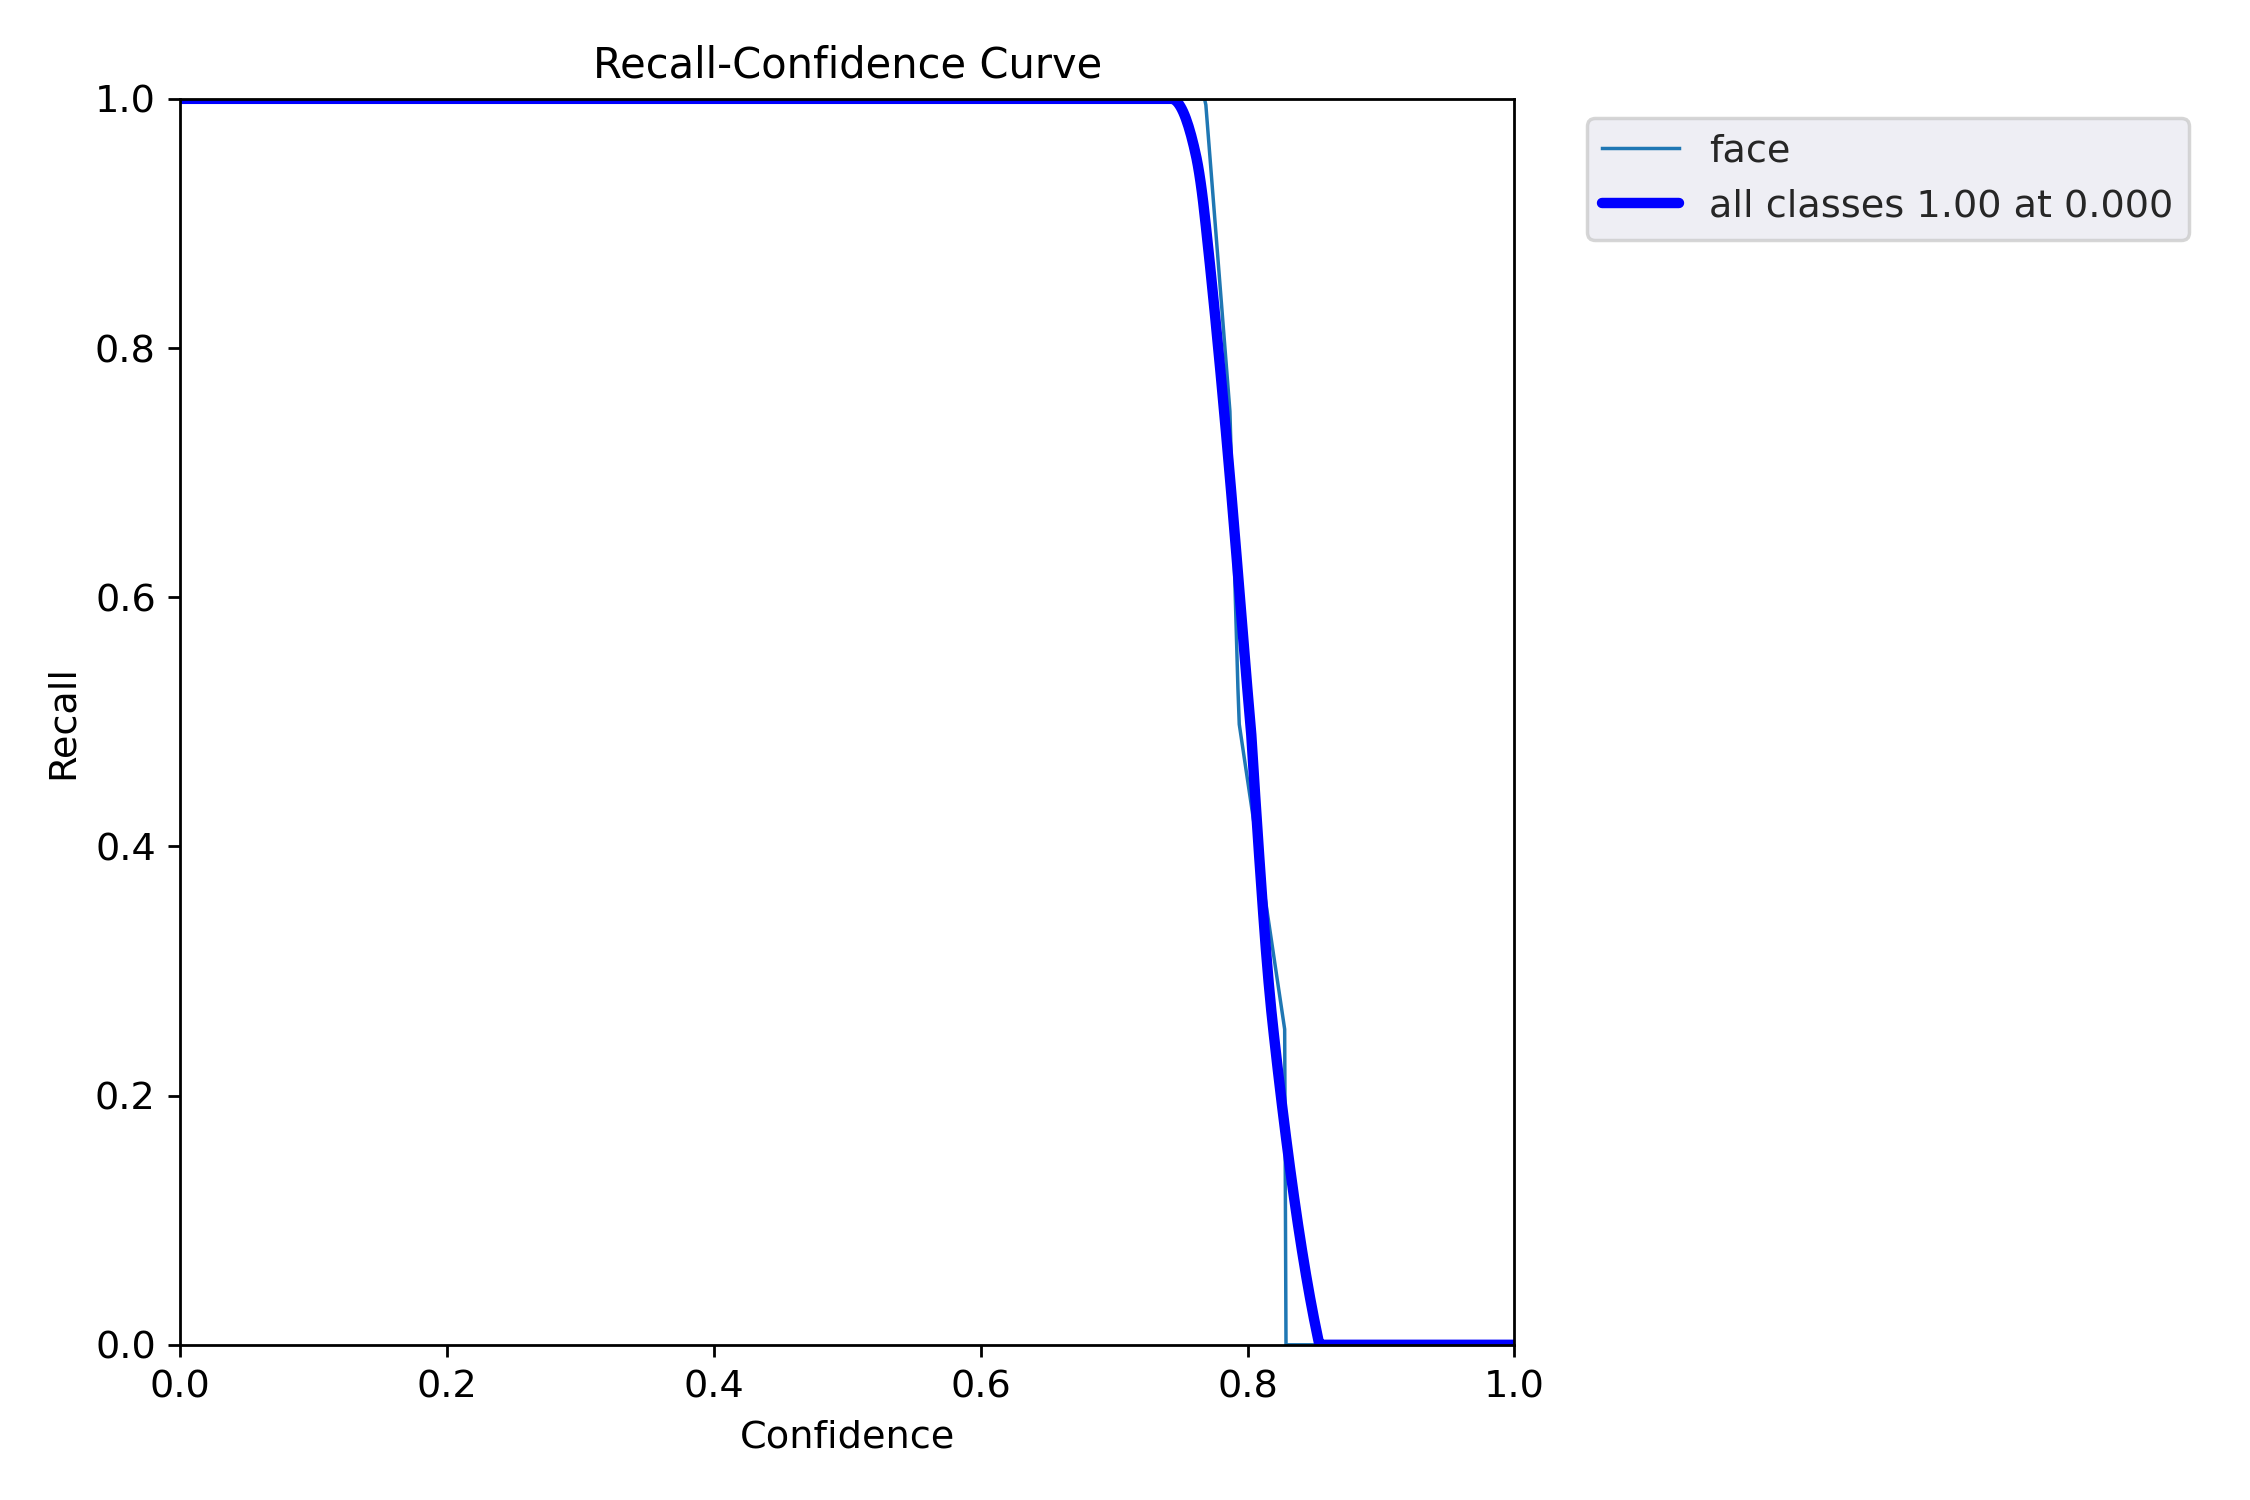 Recall-Confidence Curve
1.0
0.8
0.6
0.4
0.2
0.0
Recall
0.0 0.2 0.4 0.6 0.8 1.0
Confidence
face
all classes 1.00 at 0.000